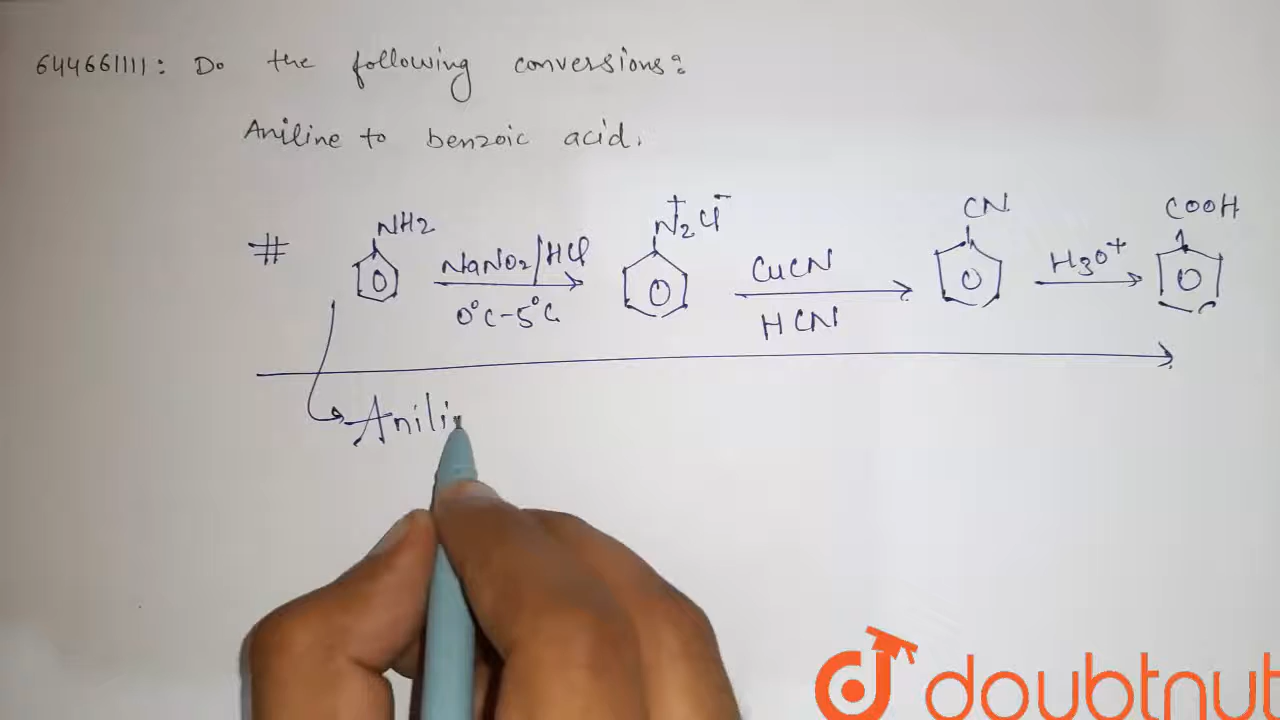 644661111: Do the following conversions?
Aniline to benzoic acid.
# NH2 NaNO2/HCl 0°C-5°C N2+Cl- CuCN HCN CN H3O+ COOH
Anili
doubtnut